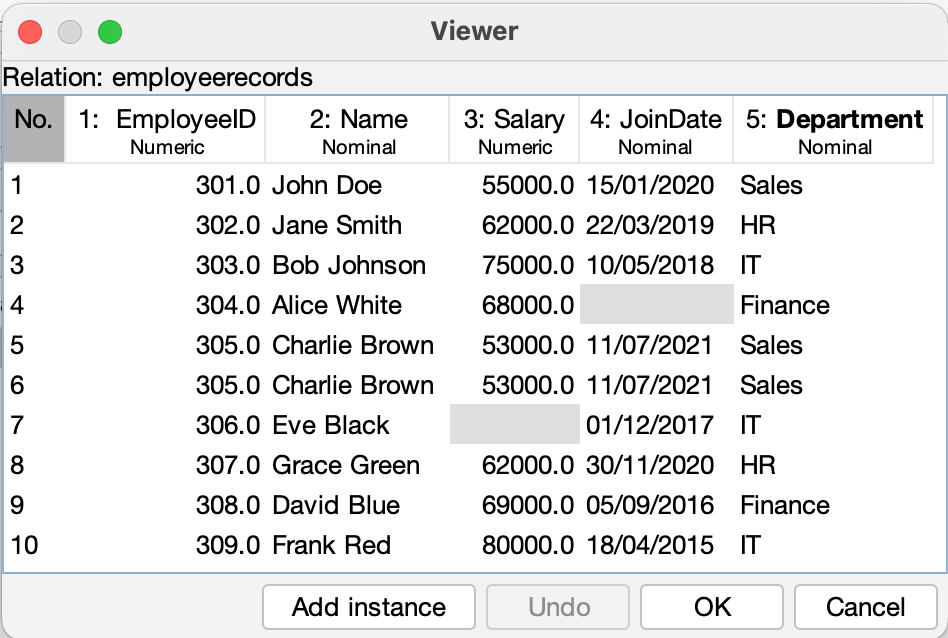 Viewer
Relation: employeerecords
No. 1: EmployeeID 2: Name 3: Salary 4: JoinDate 5: Department
Numeric Nominal Numeric Nominal Nominal
1 301.0 John Doe 55000.0 15/01/2020 Sales
2 302.0 Jane Smith 62000.0 22/03/2019 HR
3 303.0 Bob Johnson 75000.0 10/05/2018 IT
4 304.0 Alice White 68000.0 Finance
5 305.0 Charlie Brown 53000.0 11/07/2021 Sales
6 305.0 Charlie Brown 53000.0 11/07/2021 Sales
7 306.0 Eve Black 01/12/2017 IT
8 307.0 Grace Green 62000.0 30/11/2020 HR
9 308.0 David Blue 69000.0 05/09/2016 Finance
10 309.0 Frank Red 80000.0 18/04/2015 IT
Add instance Undo OK Cancel